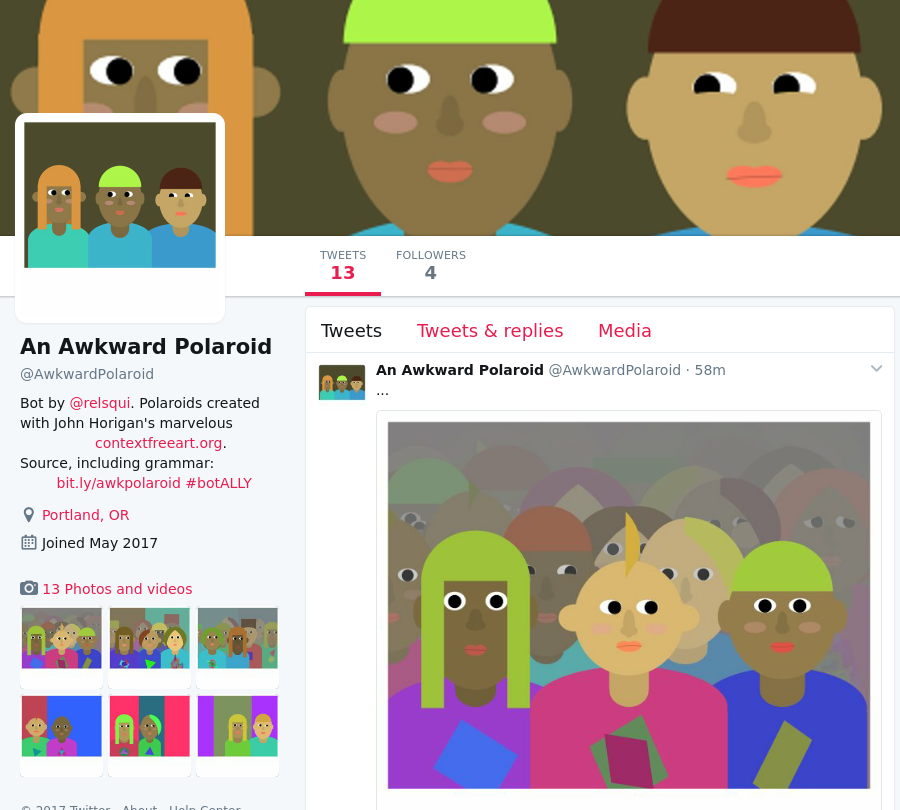 TWEETS
13
FOLLOWERS
4
An Awkward Polaroid
@AwkwardPolaroid
Bot by @relsqui. Polaroids created
with John Horigan's marvelous
contextfreeart.org.
Source, including grammar:
bit.ly/awkpolaroid #botALLY
Portland, OR
Joined May 2017
13 Photos and videos
© 2017 Twitter About Help Center
Tweets
Tweets & replies
Media
An Awkward Polaroid @AwkwardPolaroid · 58m
...